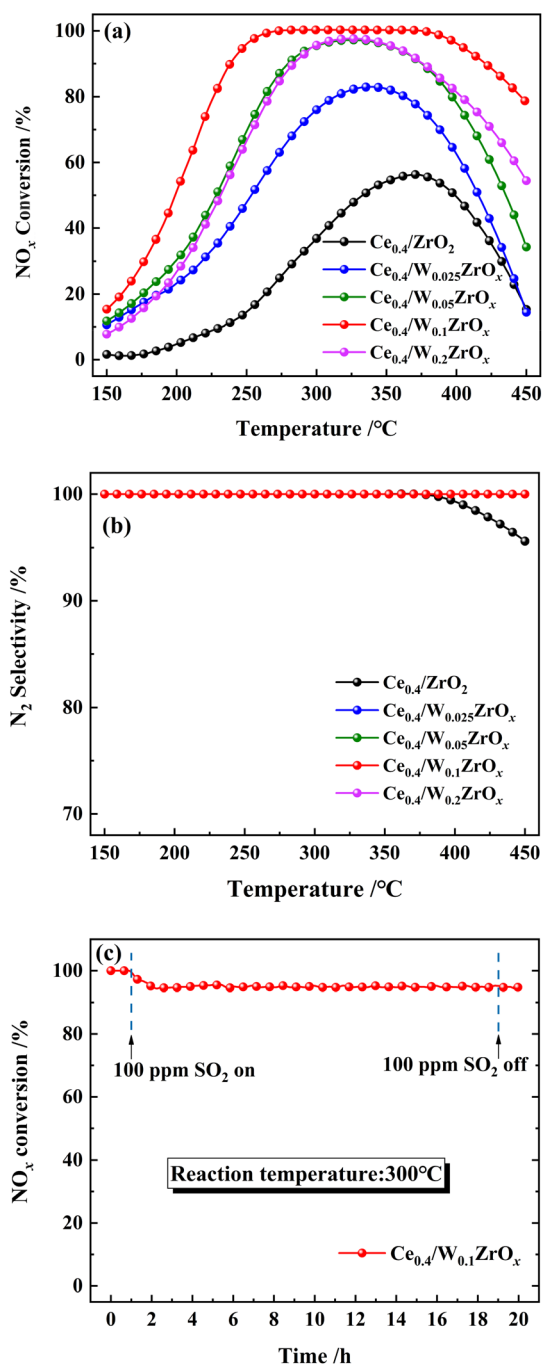 (a)
100
80
60
40
20
0
NOx Conversion /%
Ce0.4/ZrO2
Ce0.4/W0.025ZrOx
Ce0.4/W0.05ZrOx
Ce0.4/W0.1ZrOx
Ce0.4/W0.2ZrOx
150 200 250 300 350 400 450
Temperature /°C
(b)
100
90
80
70
N2 Selectivity /%
Ce0.4/ZrO2
Ce0.4/W0.025ZrOx
Ce0.4/W0.05ZrOx
Ce0.4/W0.1ZrOx
Ce0.4/W0.2ZrOx
150 200 250 300 350 400 450
Temperature /°C
(c)
100
80
60
40
20
0
NOx conversion /%
100 ppm SO2 on
100 ppm SO2 off
Reaction temperature:300°C
Ce0.4/W0.1ZrOx
0 2 4 6 8 10 12 14 16 18 20
Time /h